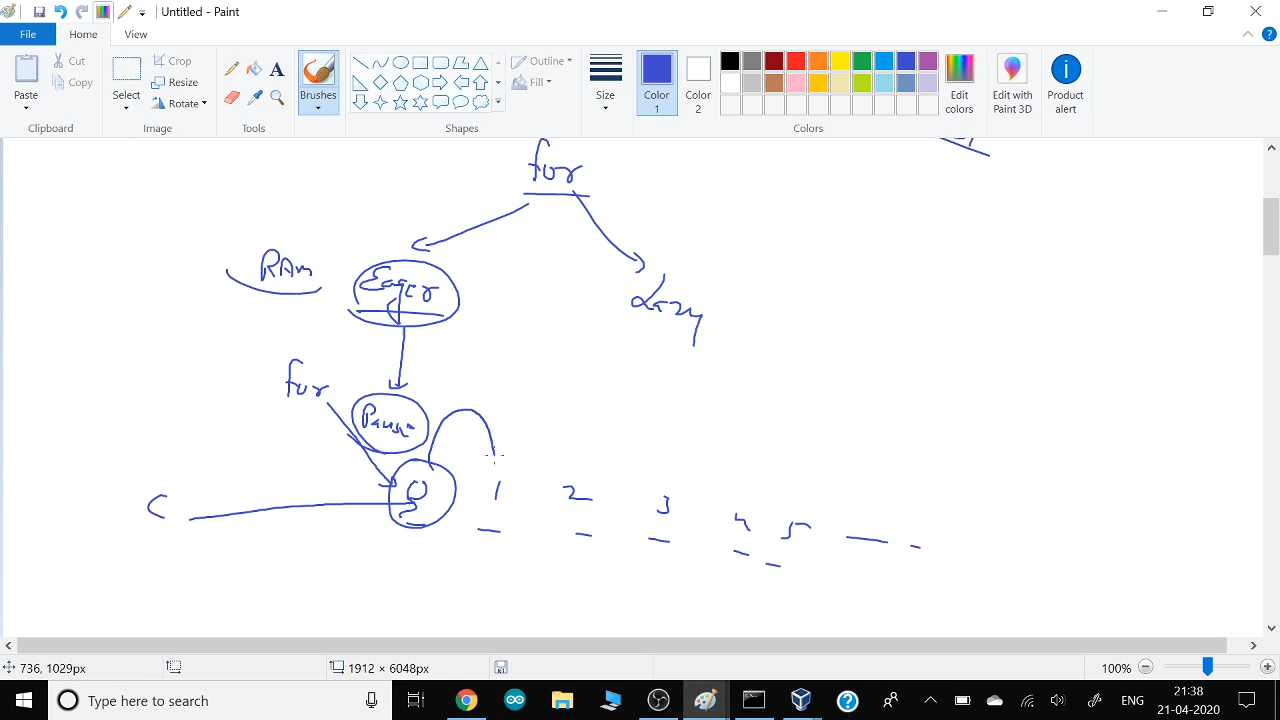 Untitled - Paint
File Home View
Paste
Cut
Copy
Clipboard
Select
Crop
Resize
Rotate
Image
A
Tools
Brushes
Outline
Fill
Shapes
Size
Color 1
Color 2
Edit colors
Colors
Edit with Paint 3D
Product alert
for
RAm
Eager
Lazy
for
Pause
C 0 1 2 3 4 5
736, 1029px
1912 × 6048px
100%
Type here to search
ENG
21:38
21-04-2020